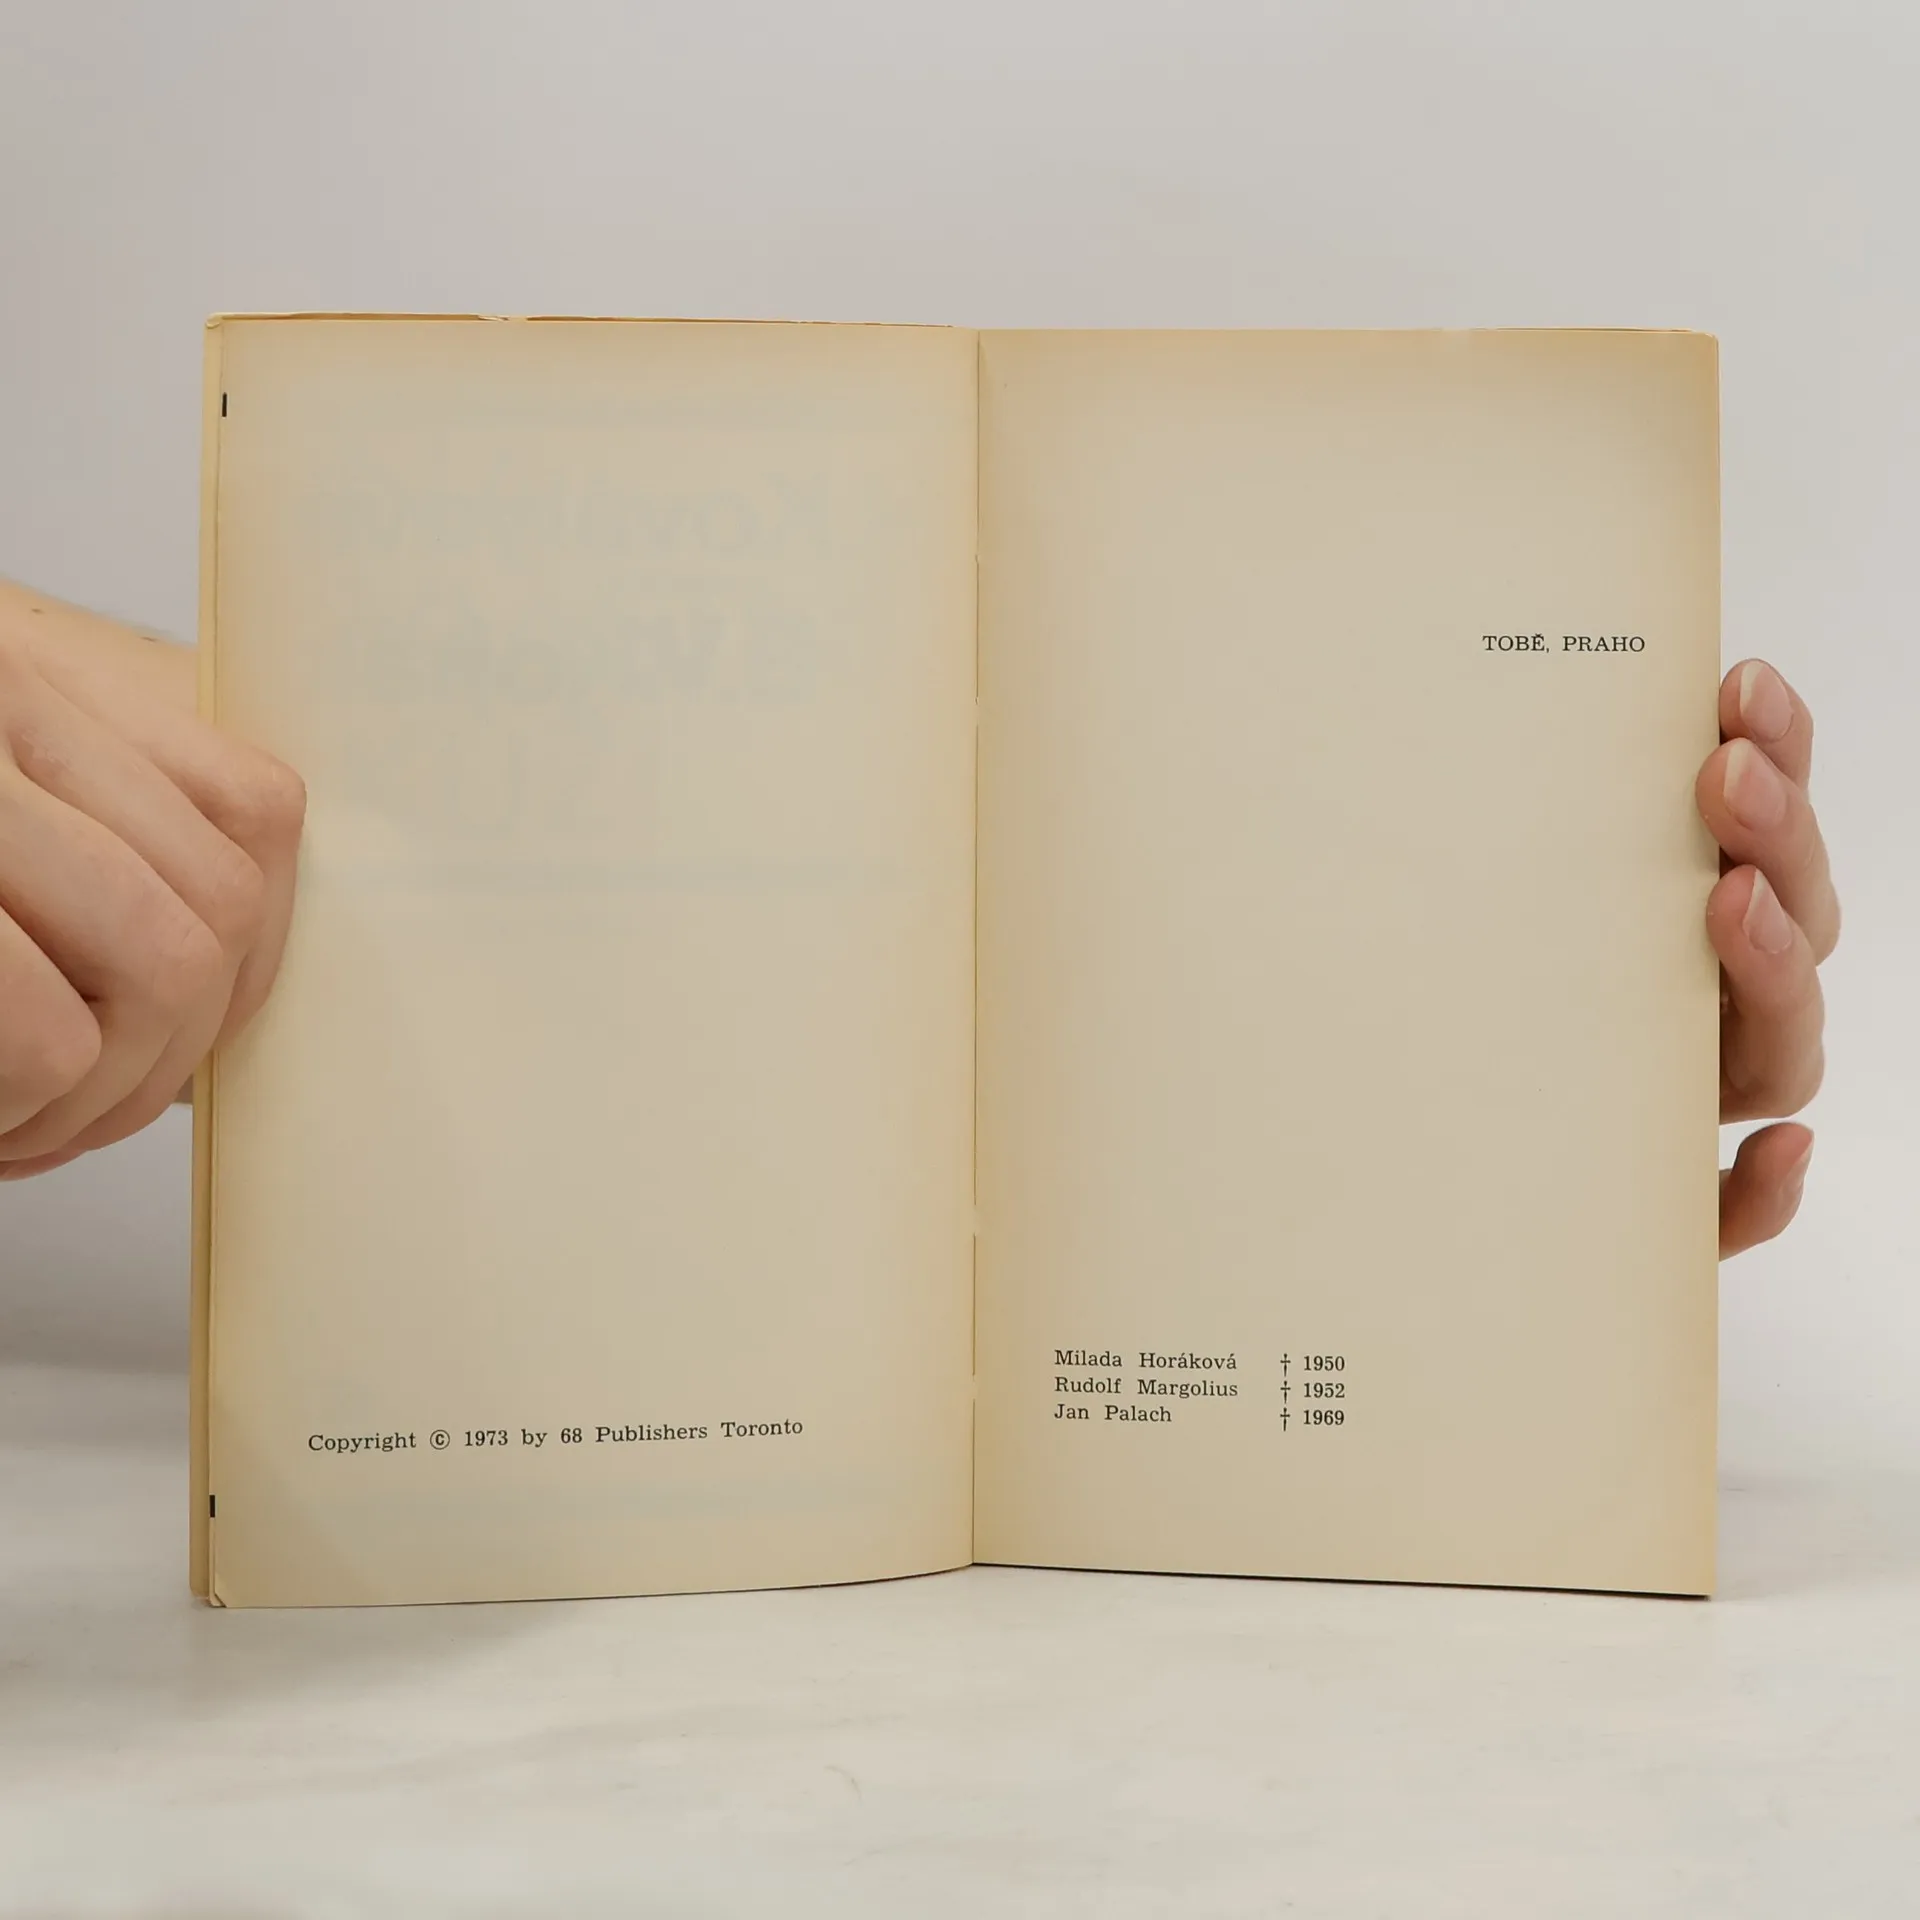 Copyright © 1973 by 68 Publishers Toronto
TOBĚ, PRAHO
Milada Horáková † 1950
Rudolf Margolius † 1952
Jan Palach † 1969